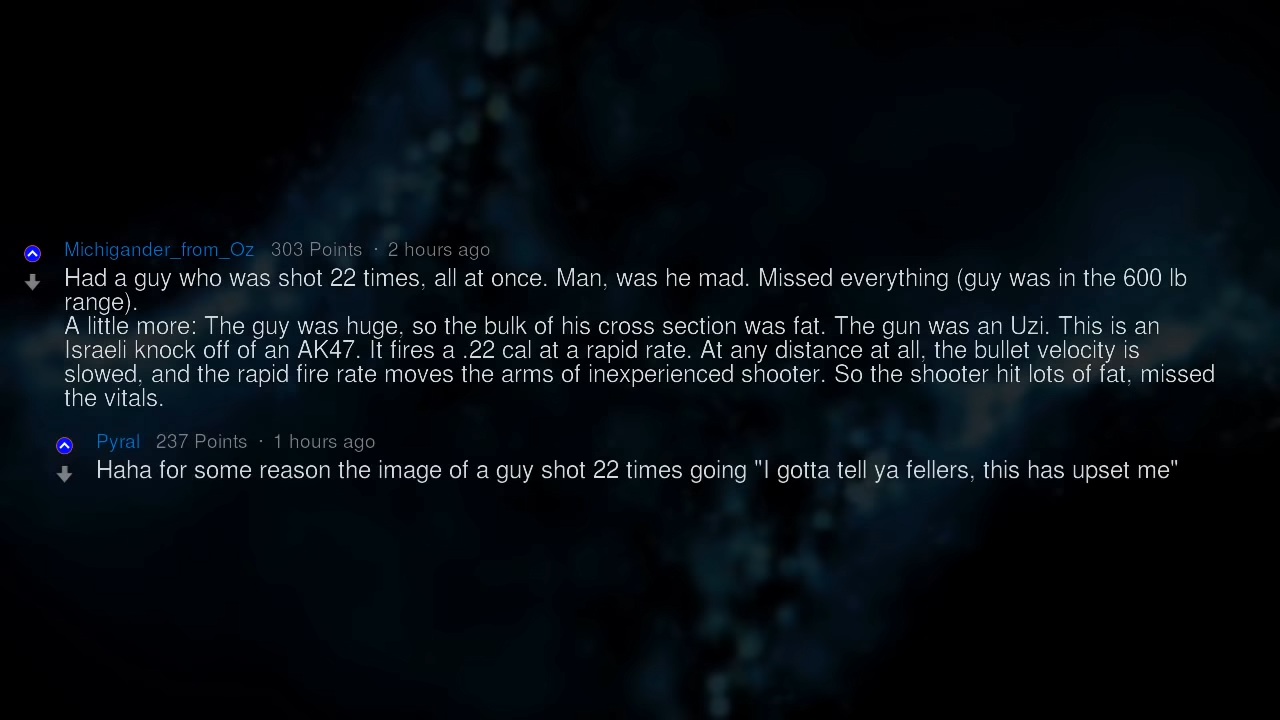 Michigander_from_Oz 303 Points · 2 hours ago
Had a guy who was shot 22 times, all at once. Man, was he mad. Missed everything (guy was in the 600 lb
range).
A little more: The guy was huge, so the bulk of his cross section was fat. The gun was an Uzi. This is an
Israeli knock off of an AK47. It fires a .22 cal at a rapid rate. At any distance at all, the bullet velocity is
slowed, and the rapid fire rate moves the arms of inexperienced shooter. So the shooter hit lots of fat, missed
the vitals.
Pyral 237 Points · 1 hours ago
Haha for some reason the image of a guy shot 22 times going "I gotta tell ya fellers, this has upset me"